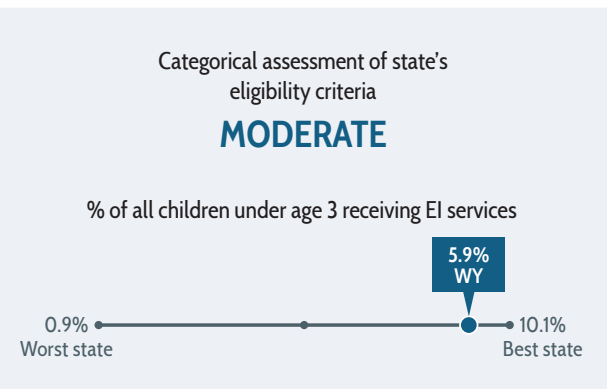 Categorical assessment of state's
eligibility criteria
MODERATE
% of all children under age 3 receiving EI services
5.9%
WY
0.9%
10.1%
Worst state
Best state